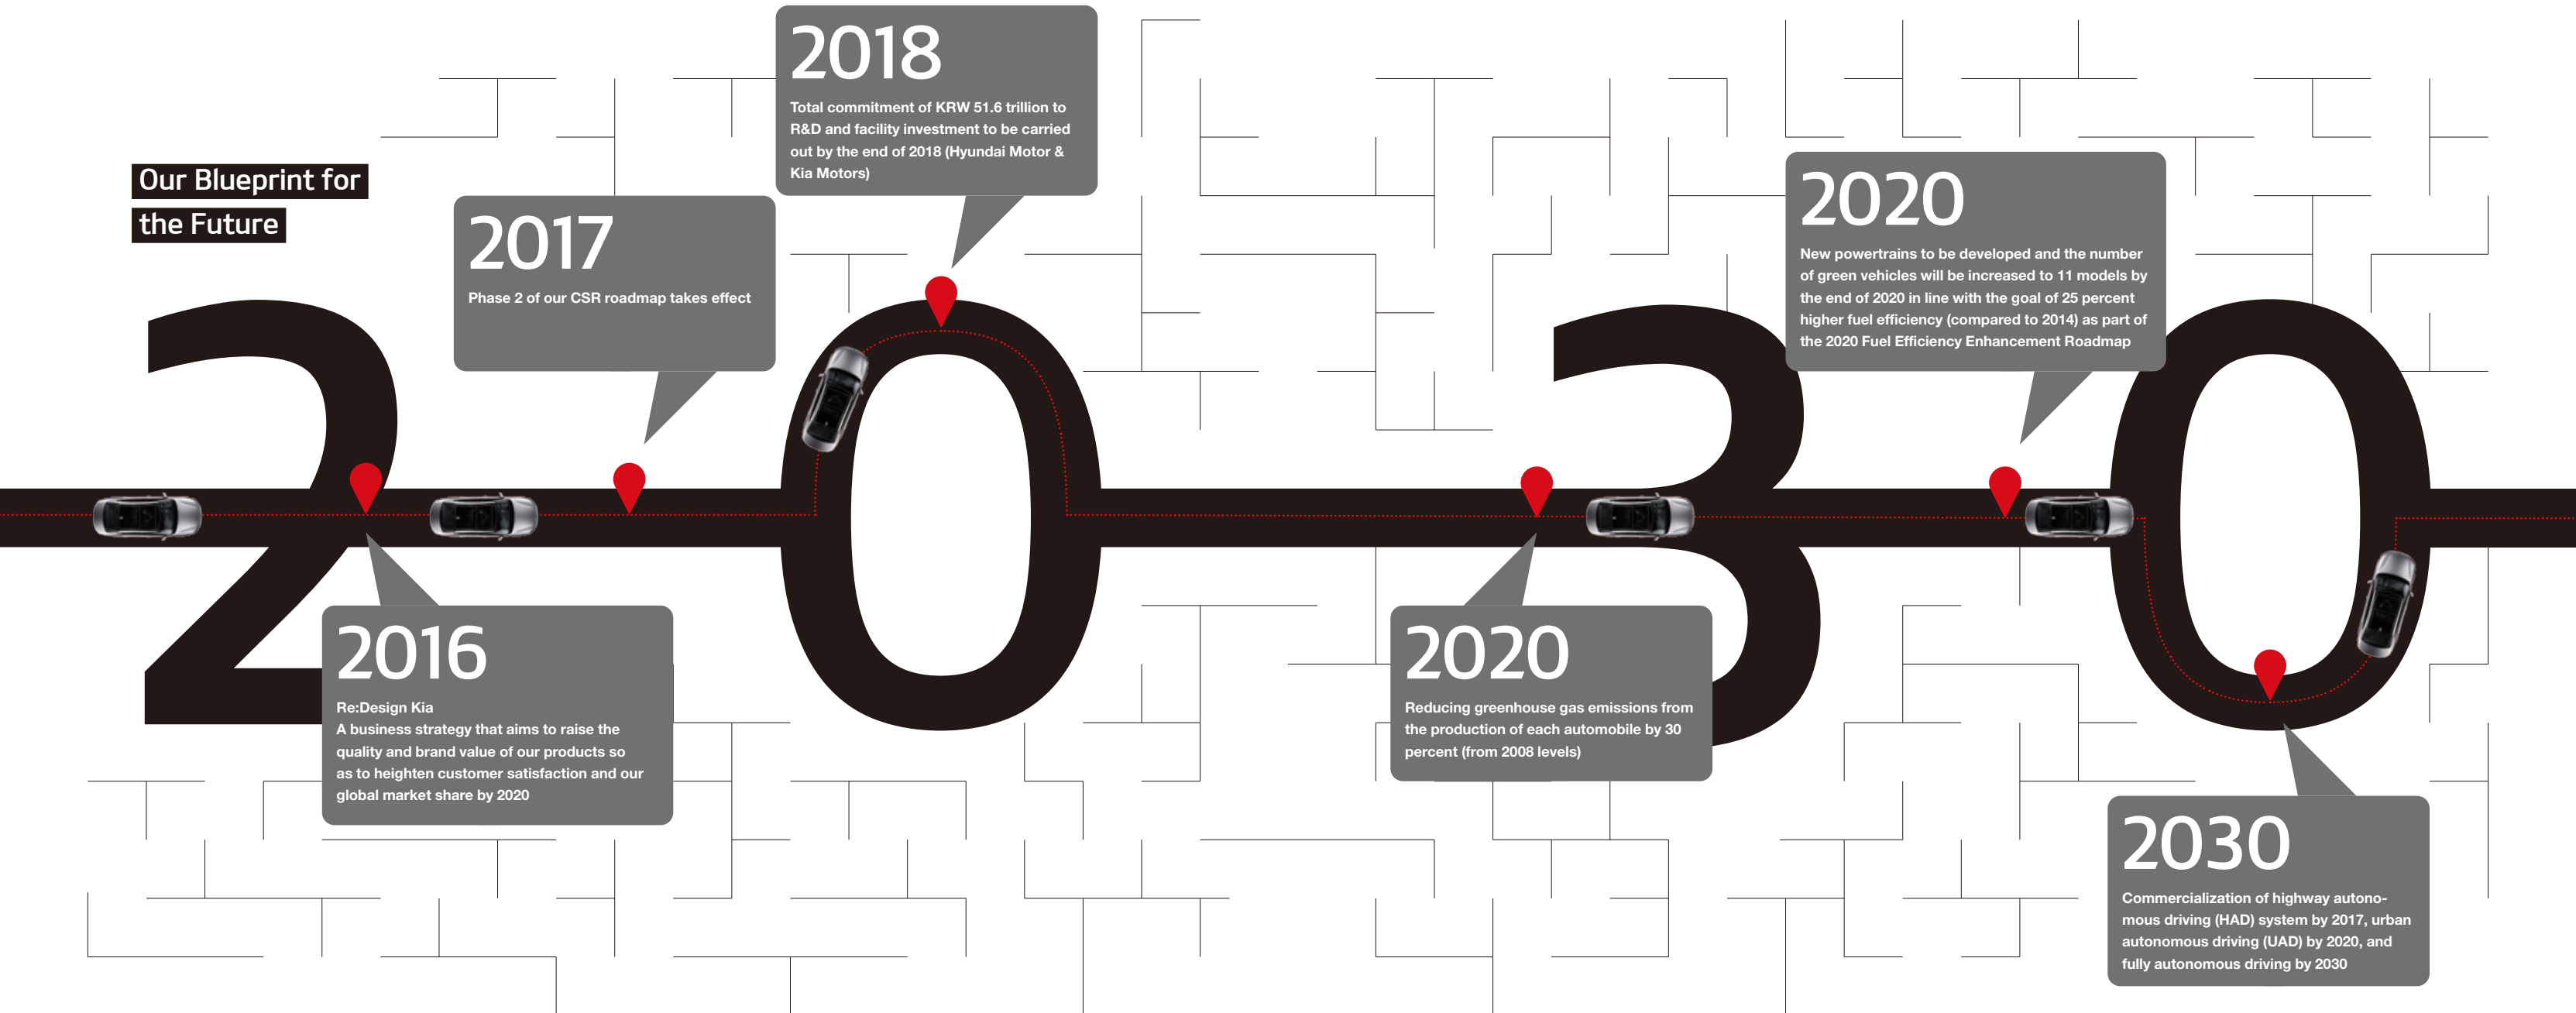 Our Blueprint for
the Future
2018
Total commitment of KRW 51.6 trillion to
R&D and facility investment to be carried
out by the end of 2018 (Hyundai Motor &
Kia Motors)
2017
Phase 2 of our CSR roadmap takes effect
2020
New powertrains to be developed and the number
of green vehicles will be increased to 11 models by
the end of 2020 in line with the goal of 25 percent
higher fuel efficiency (compared to 2014) as part of
the 2020 Fuel Efficiency Enhancement Roadmap
2030
2016
Re:Design Kia
A business strategy that aims to raise the
quality and brand value of our products so
as to heighten customer satisfaction and our
global market share by 2020
2020
Reducing greenhouse gas emissions from
the production of each automobile by 30
percent (from 2008 levels)
2030
Commercialization of highway autono-
mous driving (HAD) system by 2017, urban
autonomous driving (UAD) by 2020, and
fully autonomous driving by 2030